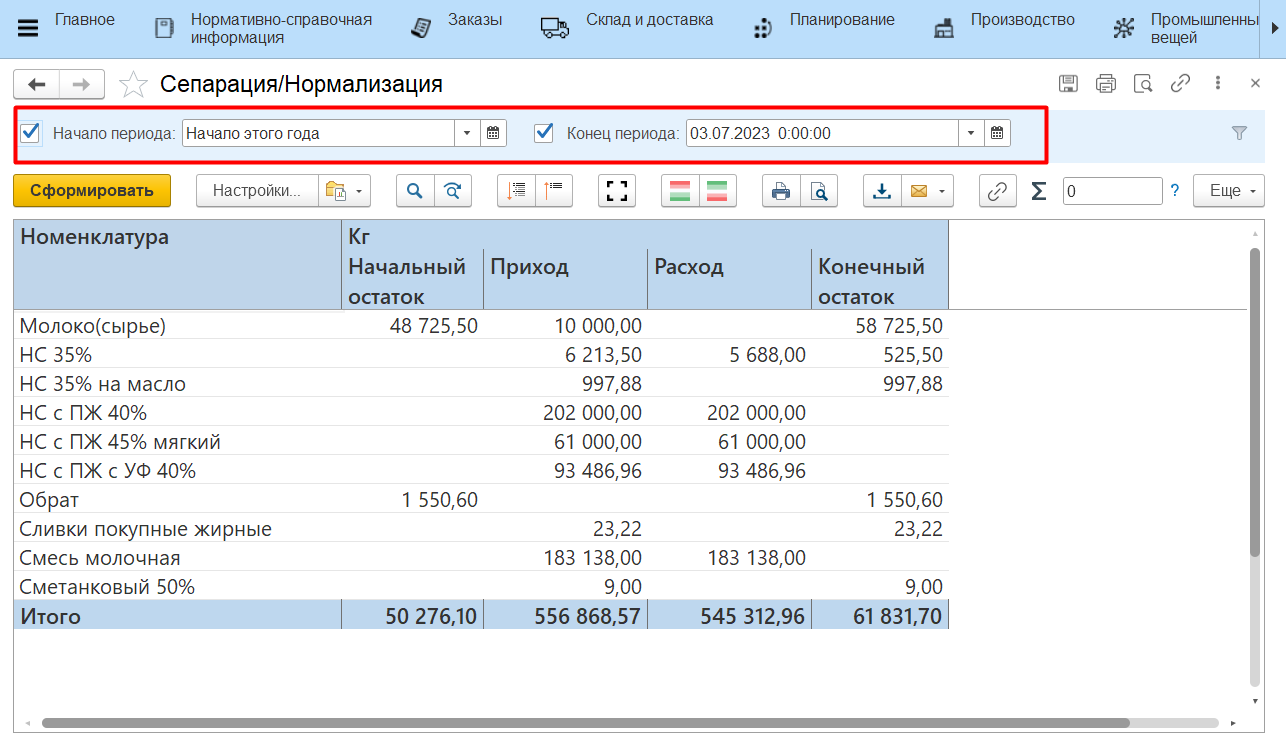 Главное
Нормативно-справочная
информация
Заказы
Склад и доставка
Планирование
Производство
Промышленны
вещей
Сепарация/Нормализация
Начало периода: Начало этого года Конец периода: 03.07.2023 0:00:00
Сформировать Настройки... Σ 0 ? Еще
Номенклатура Кг
Начальный остаток Приход Расход Конечный остаток
Молоко(сырье) 48 725,50 10 000,00 58 725,50
НС 35% 6 213,50 5 688,00 525,50
НС 35% на масло 997,88 997,88
НС с ПЖ 40% 202 000,00 202 000,00
НС с ПЖ 45% мягкий 61 000,00 61 000,00
НС с ПЖ с УФ 40% 93 486,96 93 486,96
Обрат 1 550,60 1 550,60
Сливки покупные жирные 23,22 23,22
Смесь молочная 183 138,00 183 138,00
Сметанковый 50% 9,00 9,00
Итого 50 276,10 556 868,57 545 312,96 61 831,70